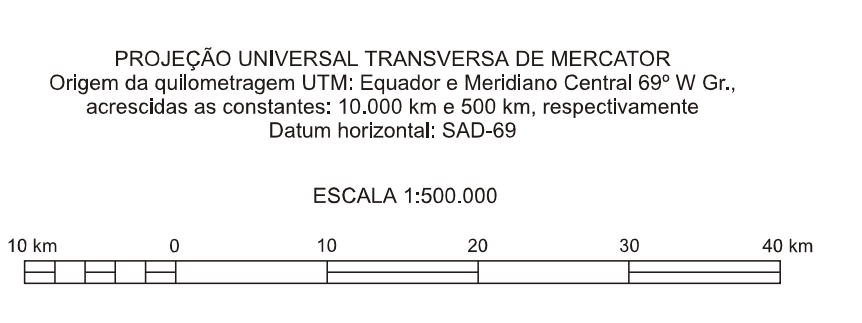 PROJEÇÃO UNIVERSAL TRANSVERSA DE MERCATOR
Origem da quilometragem UTM: Equador e Meridiano Central 69º W Gr.,
acrescidas as constantes: 10.000 km e 500 km, respectivamente
Datum horizontal: SAD-69
ESCALA 1:500.000
10 km 0 10 20 30 40 km